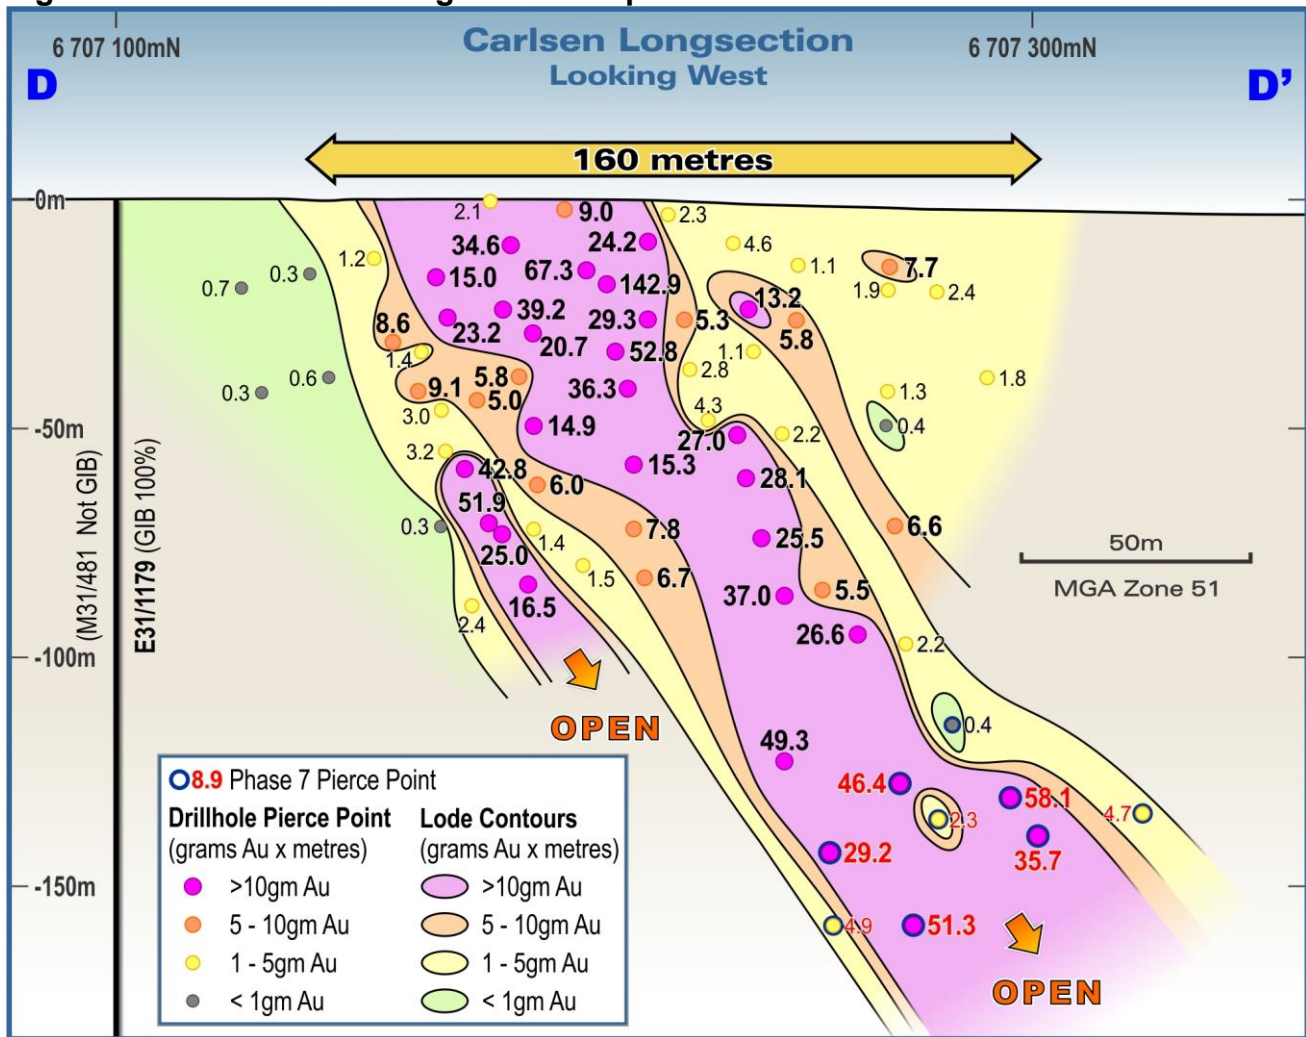 6 707 100mN
Carlsen Longsection
6 707 300mN
Looking West
D
D’
160 metres
0m
2.1
9.0
2.3
34.6
24.2
4.6
1.2
67.3
1.1
7.7
0.3
15.0
142.9
0.7
1.9
2.4
13.2
39.2
29.3
5.3
5.8
8.6
23.2
20.7
52.8
1.1
1.4
2.8
0.6
5.8
36.3
1.8
0.3
9.1
5.0
1.3
3.0
4.3
0.4
-50m
14.9
27.0
2.2
3.2
15.3
42.8
28.1
6.0
51.9
0.3
7.8
6.6
25.0
1.4
25.5
50m
1.5
6.7
MGA Zone 51
16.5
37.0
5.5
2.4
26.6
2.2
-100m
(M31/481 Not GIB)
E31/1179 (GIB 100%)
OPEN
0.4
49.3
46.4
58.1
2.3
4.7
35.7
29.2
-150m
4.9
51.3
OPEN
8.9 Phase 7 Pierce Point
Drillhole Pierce Point
(grams Au x metres)
>10gm Au
5 - 10gm Au
1 - 5gm Au
< 1gm Au
Lode Contours
(grams Au x metres)
>10gm Au
5 - 10gm Au
1 - 5gm Au
< 1gm Au